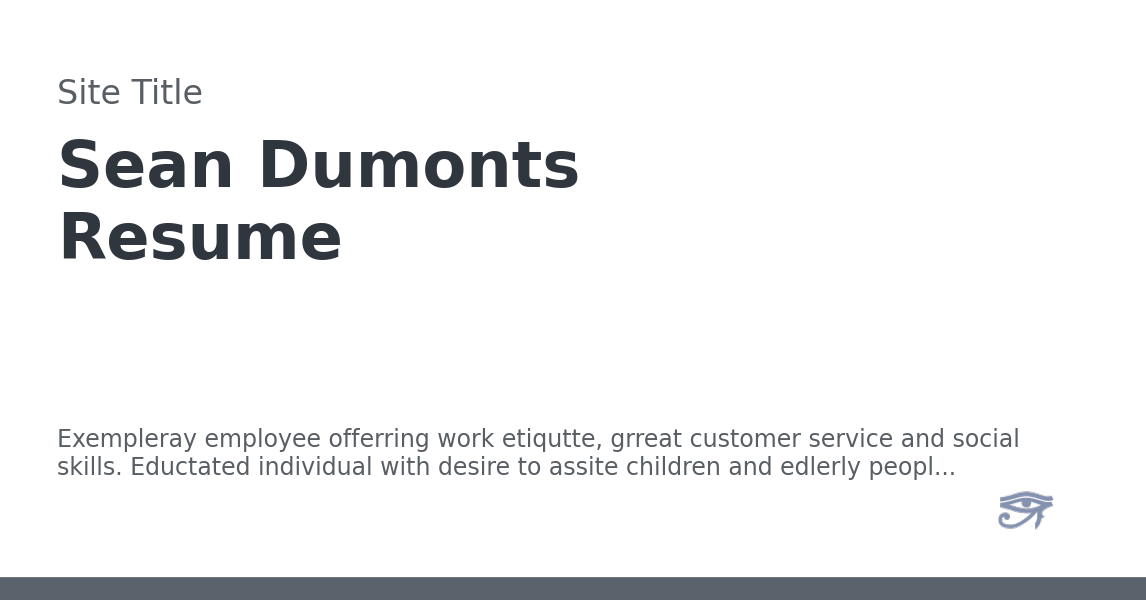 Site Title
Sean Dumonts
Resume
Exempleray employee offerring work etiqutte, grreat customer service and social
skills. Eductated individual with desire to assite children and edlerly peopl...